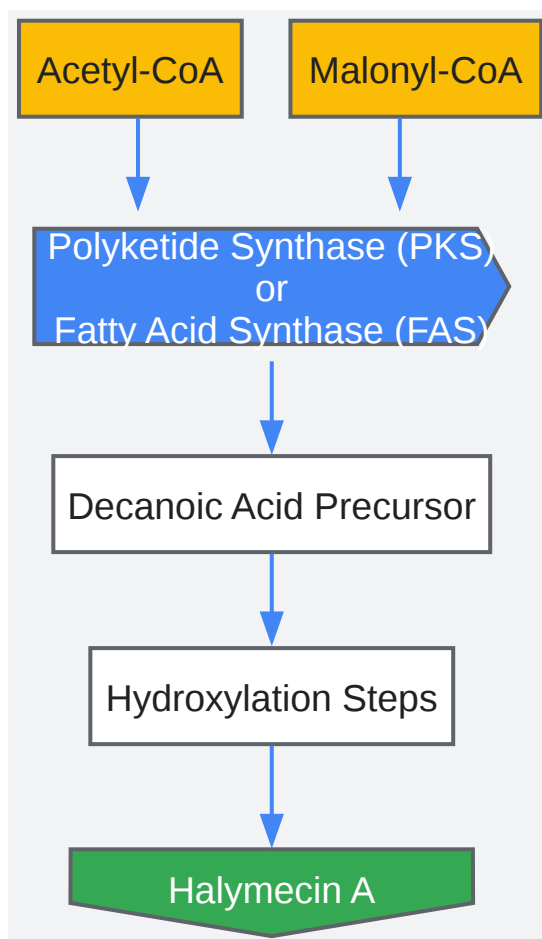 Acetyl-CoA
Malonyl-CoA
Polyketide Synthase (PKS)
or
Fatty Acid Synthase (FAS)
Decanoic Acid Precursor
Hydroxylation Steps
Halymecin A